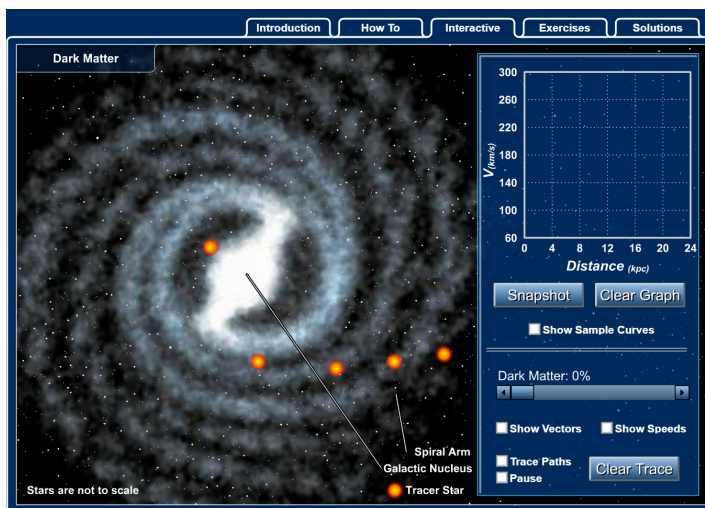 Introduction
How To
Interactive
Exercises
Solutions
Dark Matter
300
260
220
180
140
100
60
V(km/s)
0 4 8 12 16 20 24
Distance (kpc)
Snapshot
Clear Graph
Show Sample Curves
Dark Matter: 0%
Show Vectors
Show Speeds
Trace Paths
Pause
Clear Trace
Spiral Arm
Galactic Nucleus
Tracer Star
Stars are not to scale